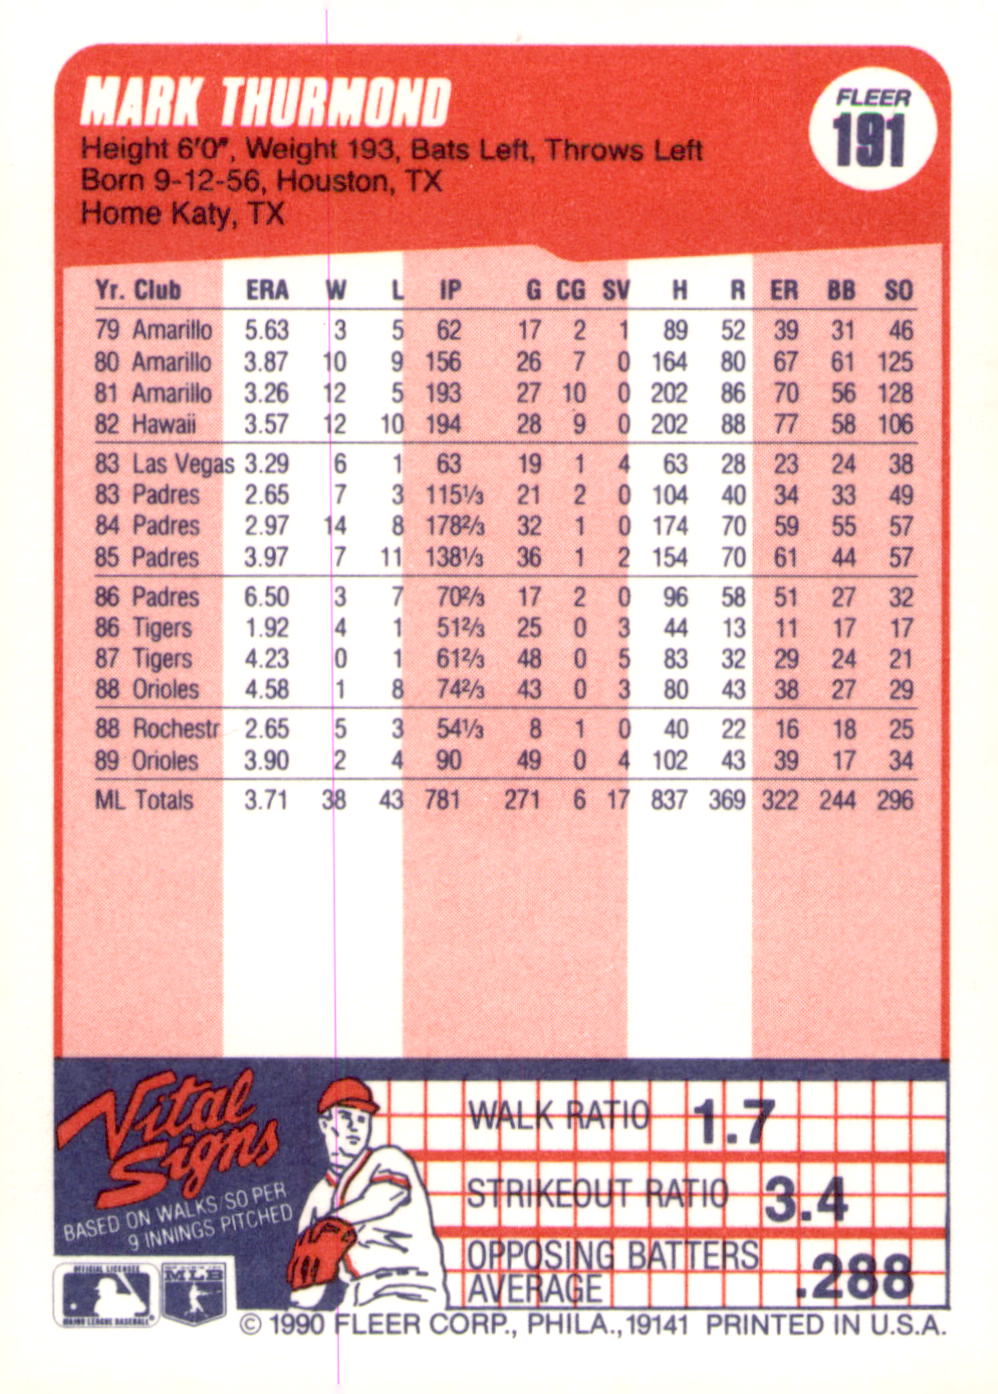 MARK THURMOND
FLEER
191
Height 6'0", Weight 193, Bats Left, Throws Left
Born 9-12-56, Houston, TX
Home Katy, TX
Yr. Club ERA W L IP G CG SV H R ER BB SO
79 Amarillo 5.63 3 5 62 17 2 1 89 52 39 31 46
80 Amarillo 3.87 10 9 156 26 7 0 164 80 67 61 125
81 Amarillo 3.26 12 5 193 27 10 0 202 86 70 56 128
82 Hawaii 3.57 12 10 194 28 9 0 202 88 77 58 106
83 Las Vegas 3.29 6 1 63 19 1 4 63 28 23 24 38
83 Padres 2.65 7 3 115⅓ 21 2 0 104 40 34 33 49
84 Padres 2.97 14 8 178⅔ 32 1 0 174 70 59 55 57
85 Padres 3.97 7 11 138⅓ 36 1 2 154 70 61 44 57
86 Padres 6.50 3 7 70⅔ 17 2 0 96 58 51 27 32
86 Tigers 1.92 4 1 51⅔ 25 0 3 44 13 11 17 17
87 Tigers 4.23 0 1 61⅔ 48 0 5 83 32 29 24 21
88 Orioles 4.58 1 8 74⅔ 43 0 3 80 43 38 27 29
88 Rochestr 2.65 5 3 54⅓ 8 1 0 40 22 16 18 25
89 Orioles 3.90 2 4 90 49 0 4 102 43 39 17 34
ML Totals 3.71 38 43 781 271 6 17 837 369 322 244 296
Vital
Signs
BASED ON WALKS/SO PER
9 INNINGS PITCHED
WALK RATIO 1.7
STRIKEOUT RATIO 3.4
OPPOSING BATTERS
AVERAGE .288
OFFICIAL LICENSEE
MAJOR LEAGUE BASEBALL®
MLB
© 1990 FLEER CORP., PHILA., 19141 PRINTED IN U.S.A.